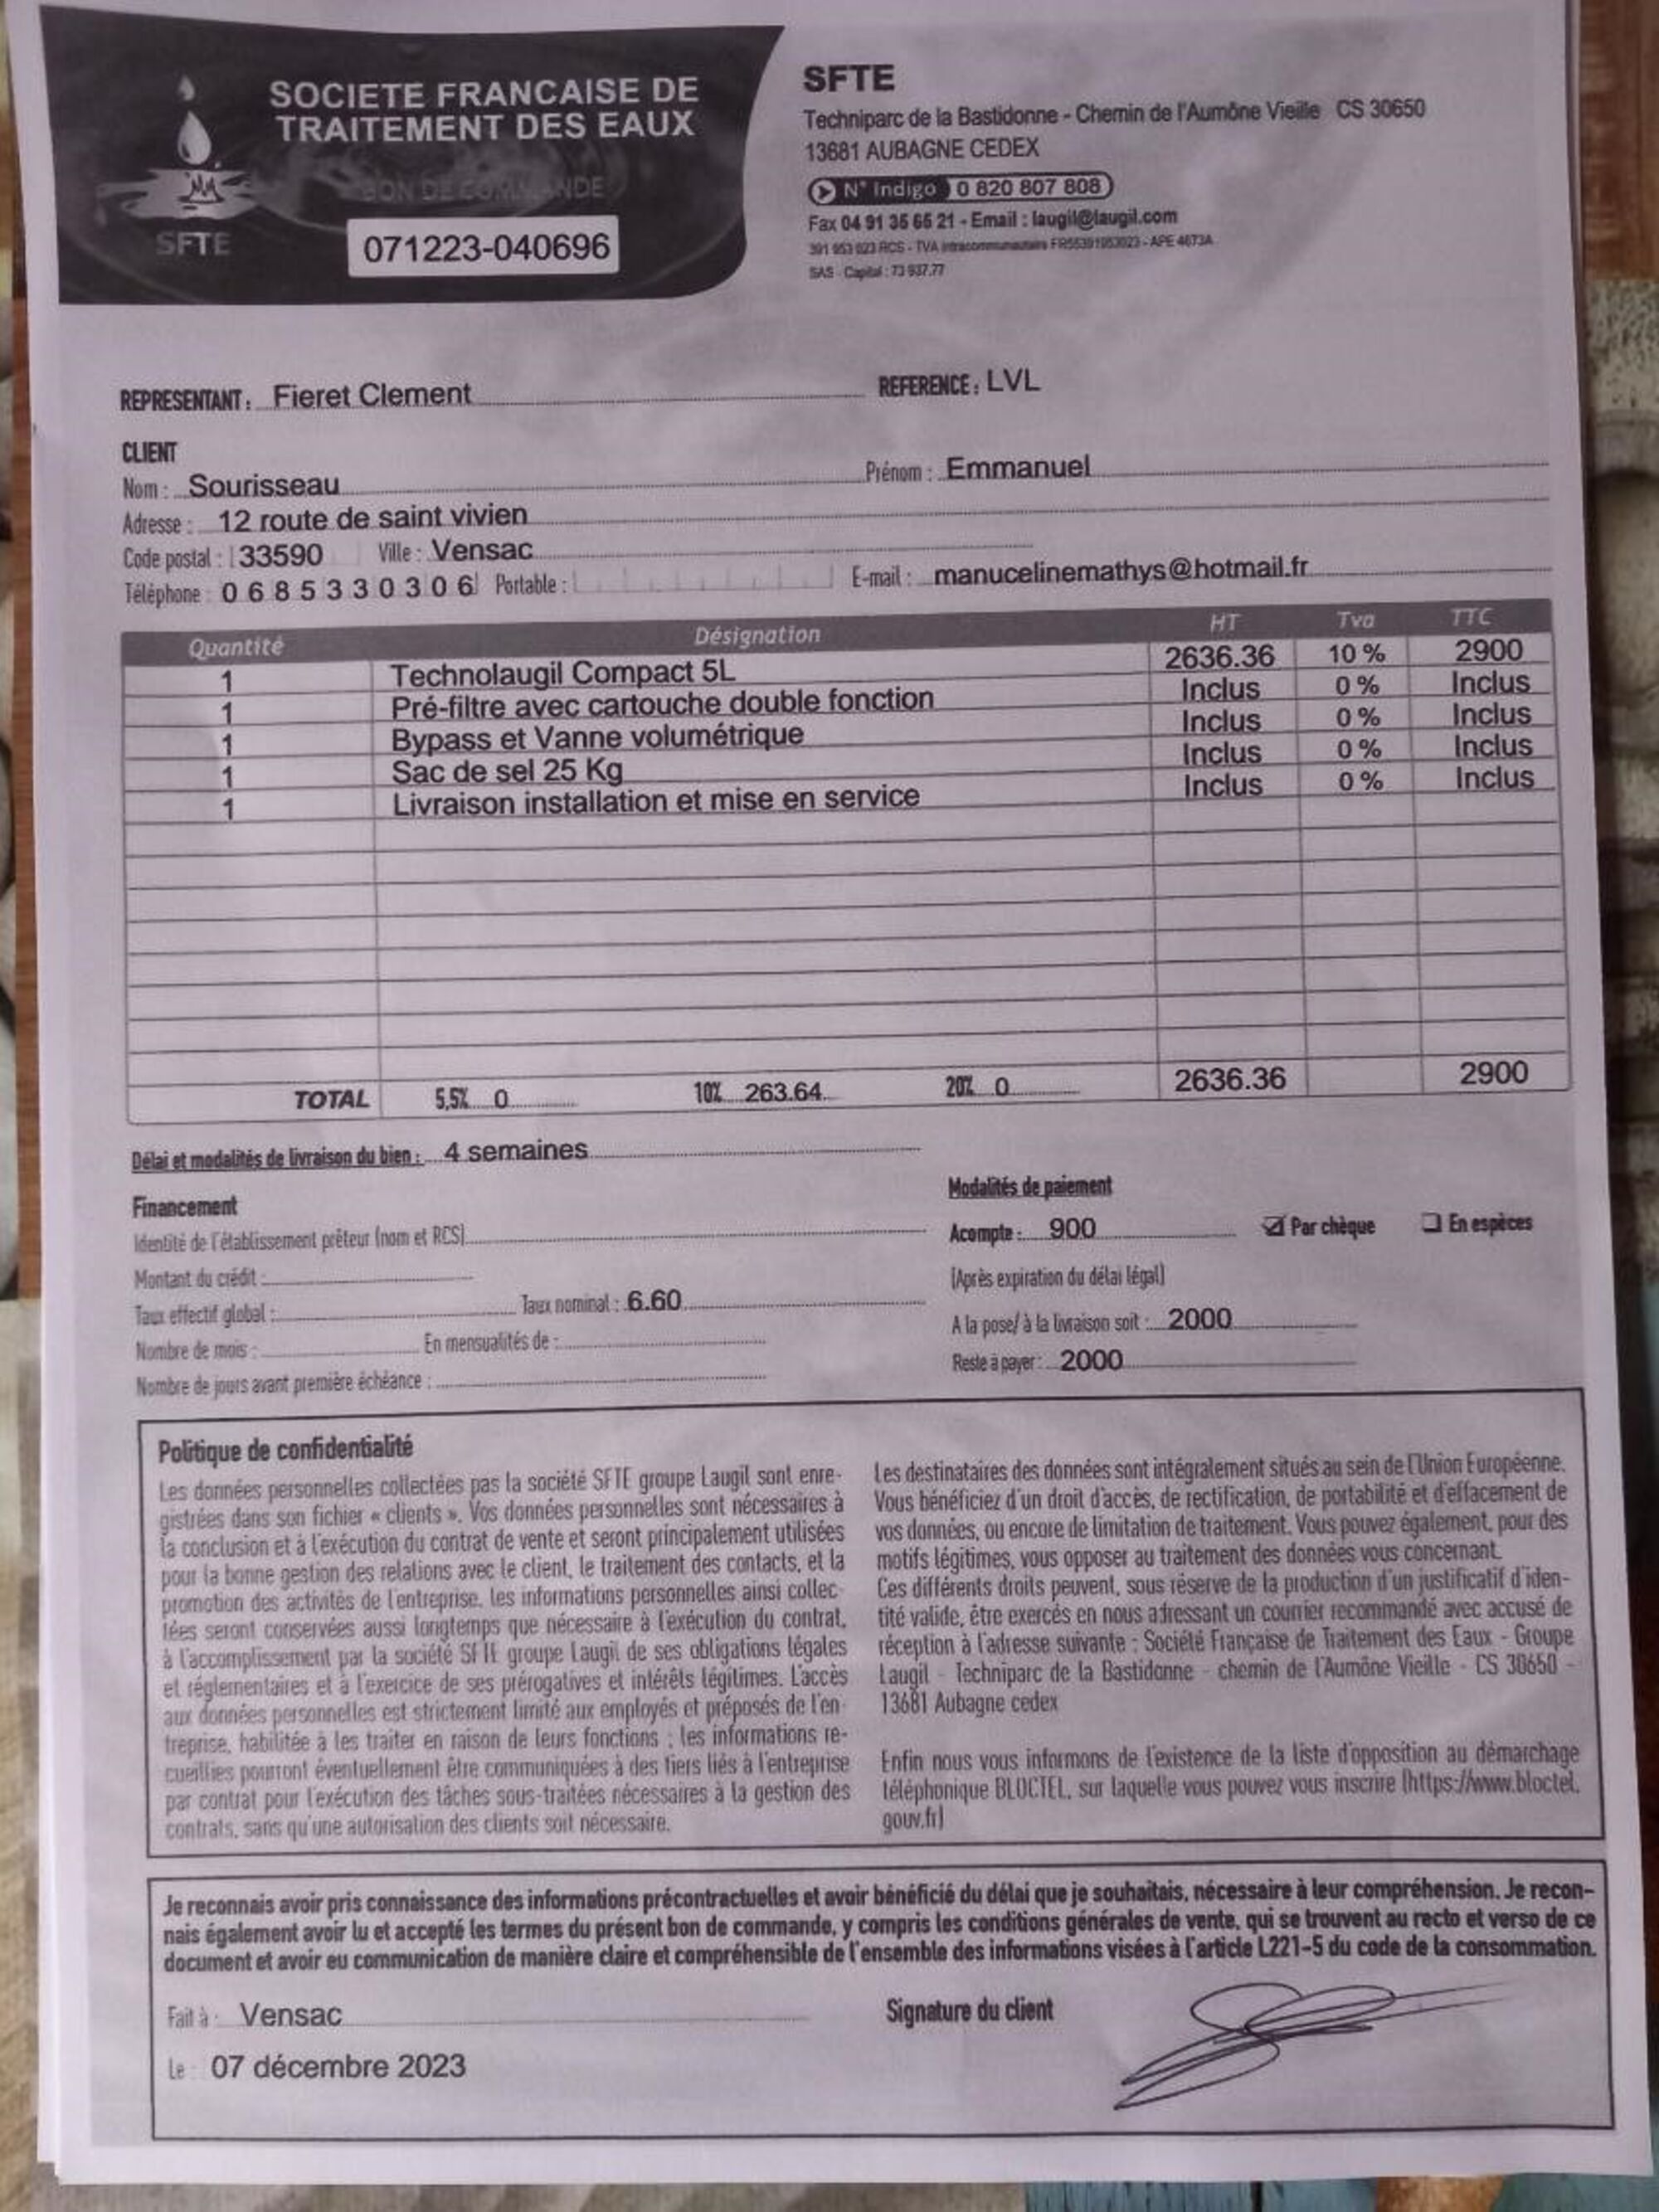 SOCIETE FRANCAISE DE
TRAITEMENT DES EAUX
BON DE COMMANDE
SFTE
071223-040696
SFTE
Techniparc de la Bastidonne - Chemin de l'Aumône Vieille CS 30650
13681 AUBAGNE CEDEX
N° Indigo 0 820 807 808
Fax 04 91 35 65 21 - Email : laugil@laugil.com
391 953 023 RCS - TVA intracommunautaire FR55391953023 - APE 4673A
SAS - Capital : 73 937.77
REPRESENTANT : Fieret Clement
REFERENCE : LVL
CLIENT
Nom : Sourisseau Prénom : Emmanuel
Adresse : 12 route de saint vivien
Code postal : 33590 Ville : Vensac
Téléphone : 0685330306 Portable : E-mail : manucelinemathys@hotmail.fr
Quantité Désignation HT Tva TTC
1 Technolaugil Compact 5L 2636.36 10 % 2900
1 Pré-filtre avec cartouche double fonction Inclus 0 % Inclus
1 Bypass et Vanne volumétrique Inclus 0 % Inclus
1 Sac de sel 25 Kg Inclus 0 % Inclus
1 Livraison installation et mise en service Inclus 0 % Inclus
TOTAL 5,5% 0 10% 263.64 20% 0 2636.36 2900
Délai et modalités de livraison du bien : 4 semaines
Financement
Identité de l'établissement prêteur (nom et RCS)
Montant du crédit :
Taux effectif global : Taux nominal : 6.60
Nombre de mois : En mensualités de :
Nombre de jours avant première échéance :
Modalités de paiement
Acompte : 900 Par chèque En espèces
(Après expiration du délai légal)
A la pose/ à la livraison soit : 2000
Reste à payer : 2000
Politique de confidentialité
Les données personnelles collectées pas la société SFTE groupe Laugil sont enre-
gistrées dans son fichier « clients ». Vos données personnelles sont nécessaires à
la conclusion et à l'exécution du contrat de vente et seront principalement utilisées
pour la bonne gestion des relations avec le client, le traitement des contacts, et la
promotion des activités de l'entreprise, les informations personnelles ainsi collec-
tées seront conservées aussi longtemps que nécessaire à l'exécution du contrat,
à l'accomplissement par la société SFTE groupe Laugil de ses obligations légales
et réglementaires et à l'exercice de ses prérogatives et intérêts légitimes. L'accès
aux données personnelles est strictement limité aux employés et préposés de l'en-
treprise, habilitée à les traiter en raison de leurs fonctions ; les informations re-
cueillies pourront éventuellement être communiquées à des tiers liés à l'entreprise
par contrat pour l'exécution des tâches sous-traitées nécessaires à la gestion des
contrats, sans qu'une autorisation des clients soit nécessaire.
Les destinataires des données sont intégralement situés au sein de l'Union Européenne.
Vous bénéficiez d'un droit d'accès, de rectification, de portabilité et d'effacement de
vos données, ou encore de limitation de traitement. Vous pouvez également, pour des
motifs légitimes, vous opposer au traitement des données vous concernant.
Ces différents droits peuvent, sous réserve de la production d'un justificatif d'iden-
tité valide, être exercés en nous adressant un courrier recommandé avec accusé de
réception à l'adresse suivante : Société Française de Traitement des Eaux - Groupe
Laugil - Techniparc de la Bastidonne - chemin de l'Aumône Vieille - CS 30650 -
13681 Aubagne cedex
Enfin nous vous informons de l'existence de la liste d'opposition au démarchage
téléphonique BLOCTEL, sur laquelle vous pouvez vous inscrire (https://www.bloctel.
gouv.fr)
Je reconnais avoir pris connaissance des informations précontractuelles et avoir bénéficié du délai que je souhaitais, nécessaire à leur compréhension. Je recon-
nais également avoir lu et accepté les termes du présent bon de commande, y compris les conditions générales de vente, qui se trouvent au recto et verso de ce
document et avoir eu communication de manière claire et compréhensible de l'ensemble des informations visées à l'article L221-5 du code de la consommation.
Fait à : Vensac
Signature du client
Le : 07 décembre 2023